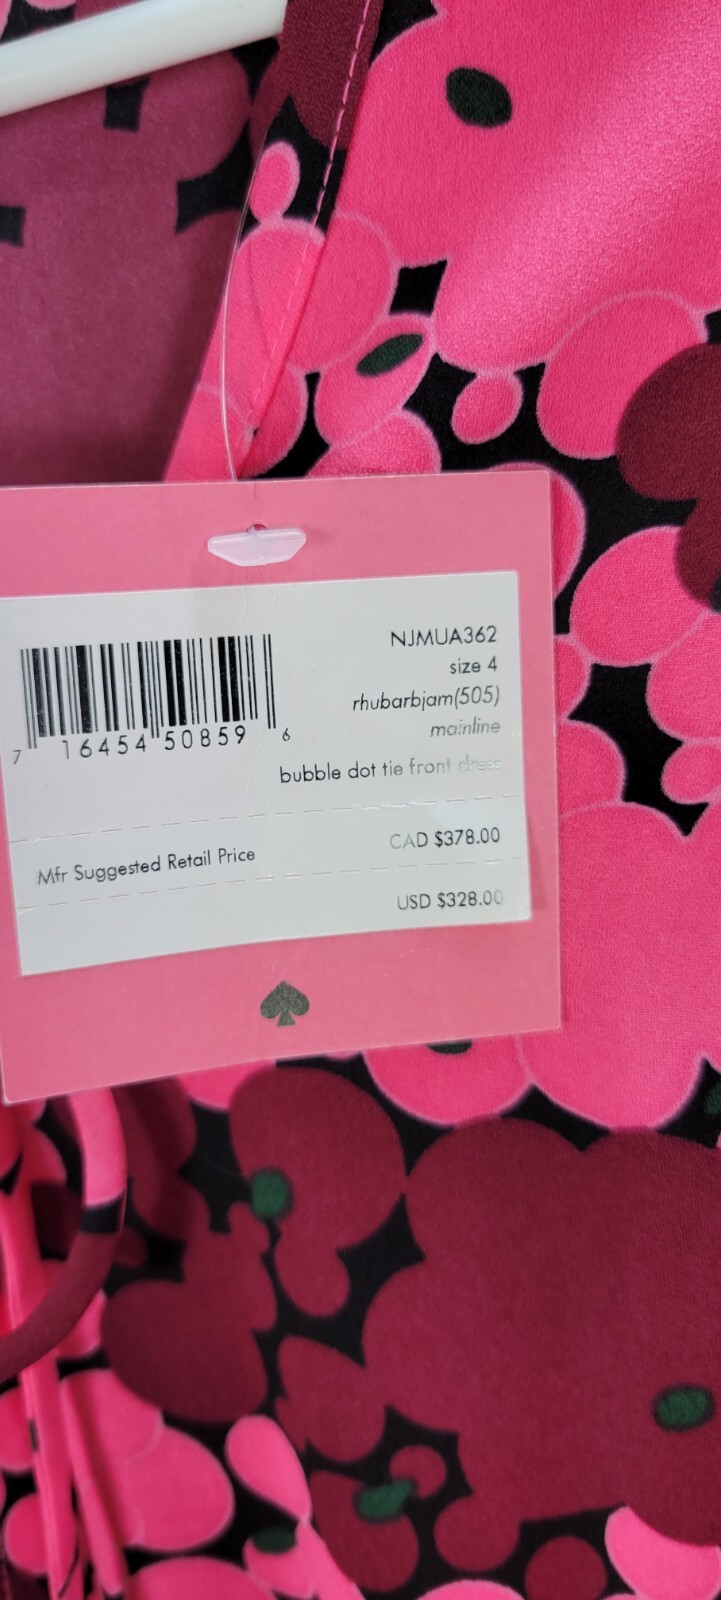 NJMUA362
size 4
rhubarbjam(505)
mainline
7 16454 50859 6
bubble dot tie front dress
Mfr Suggested Retail Price
CAD $378.00
USD $328.00